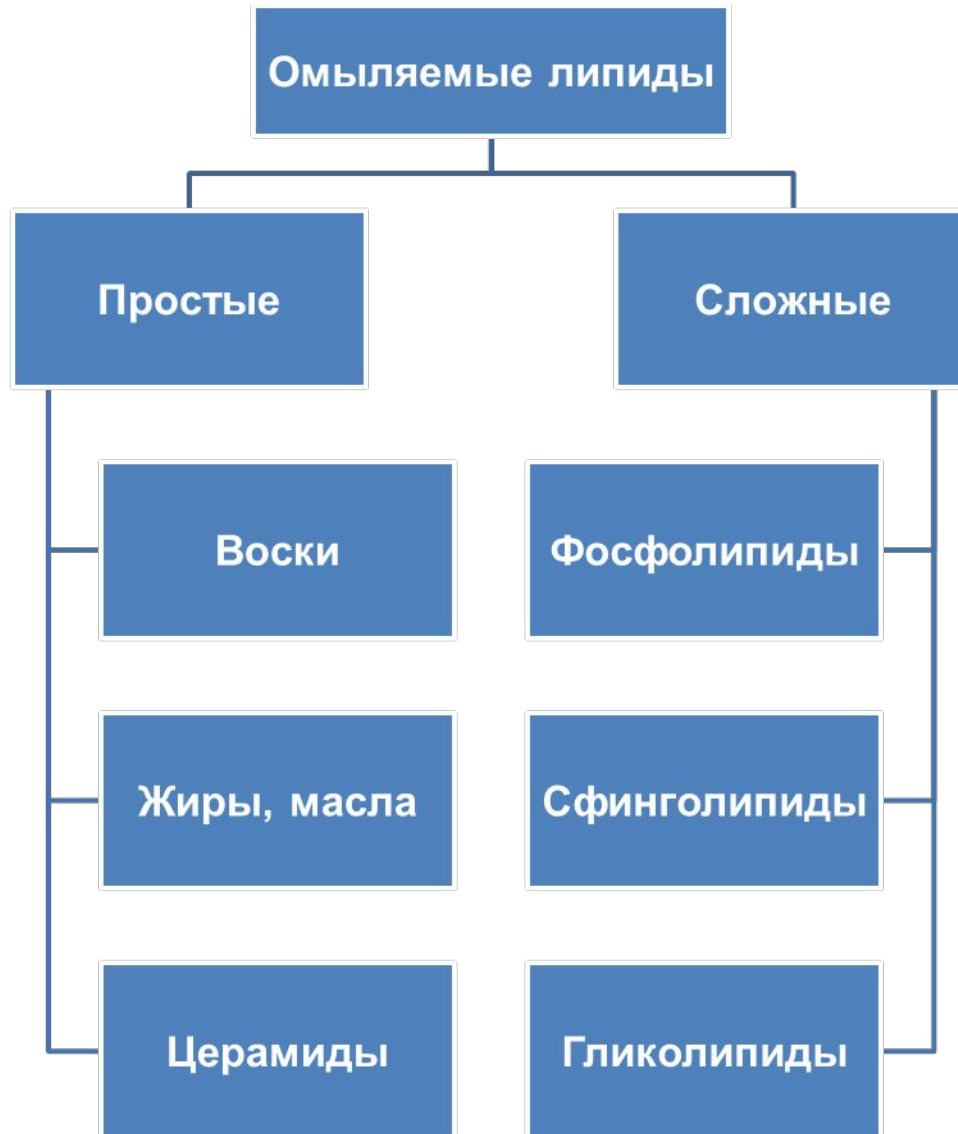 Омыляемые липиды
Простые
Сложные
Воски
Фосфолипиды
Жиры, масла
Сфинголипиды
Церамиды
Гликолипиды